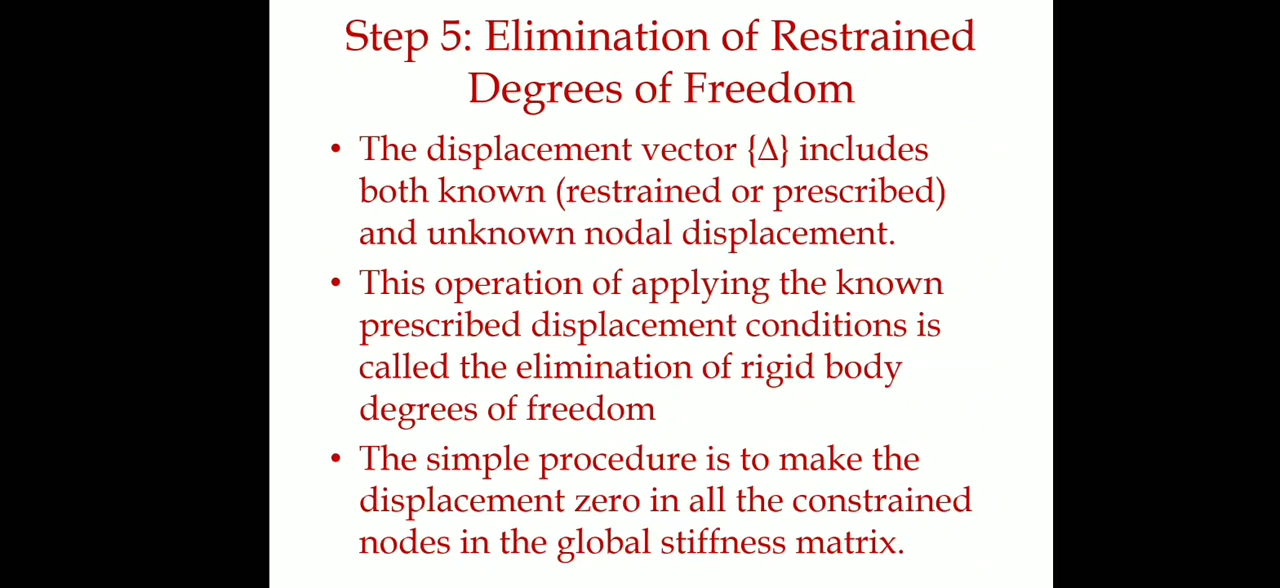 Step 5: Elimination of Restrained
Degrees of Freedom
• The displacement vector {Δ} includes
both known (restrained or prescribed)
and unknown nodal displacement.
• This operation of applying the known
prescribed displacement conditions is
called the elimination of rigid body
degrees of freedom
• The simple procedure is to make the
displacement zero in all the constrained
nodes in the global stiffness matrix.